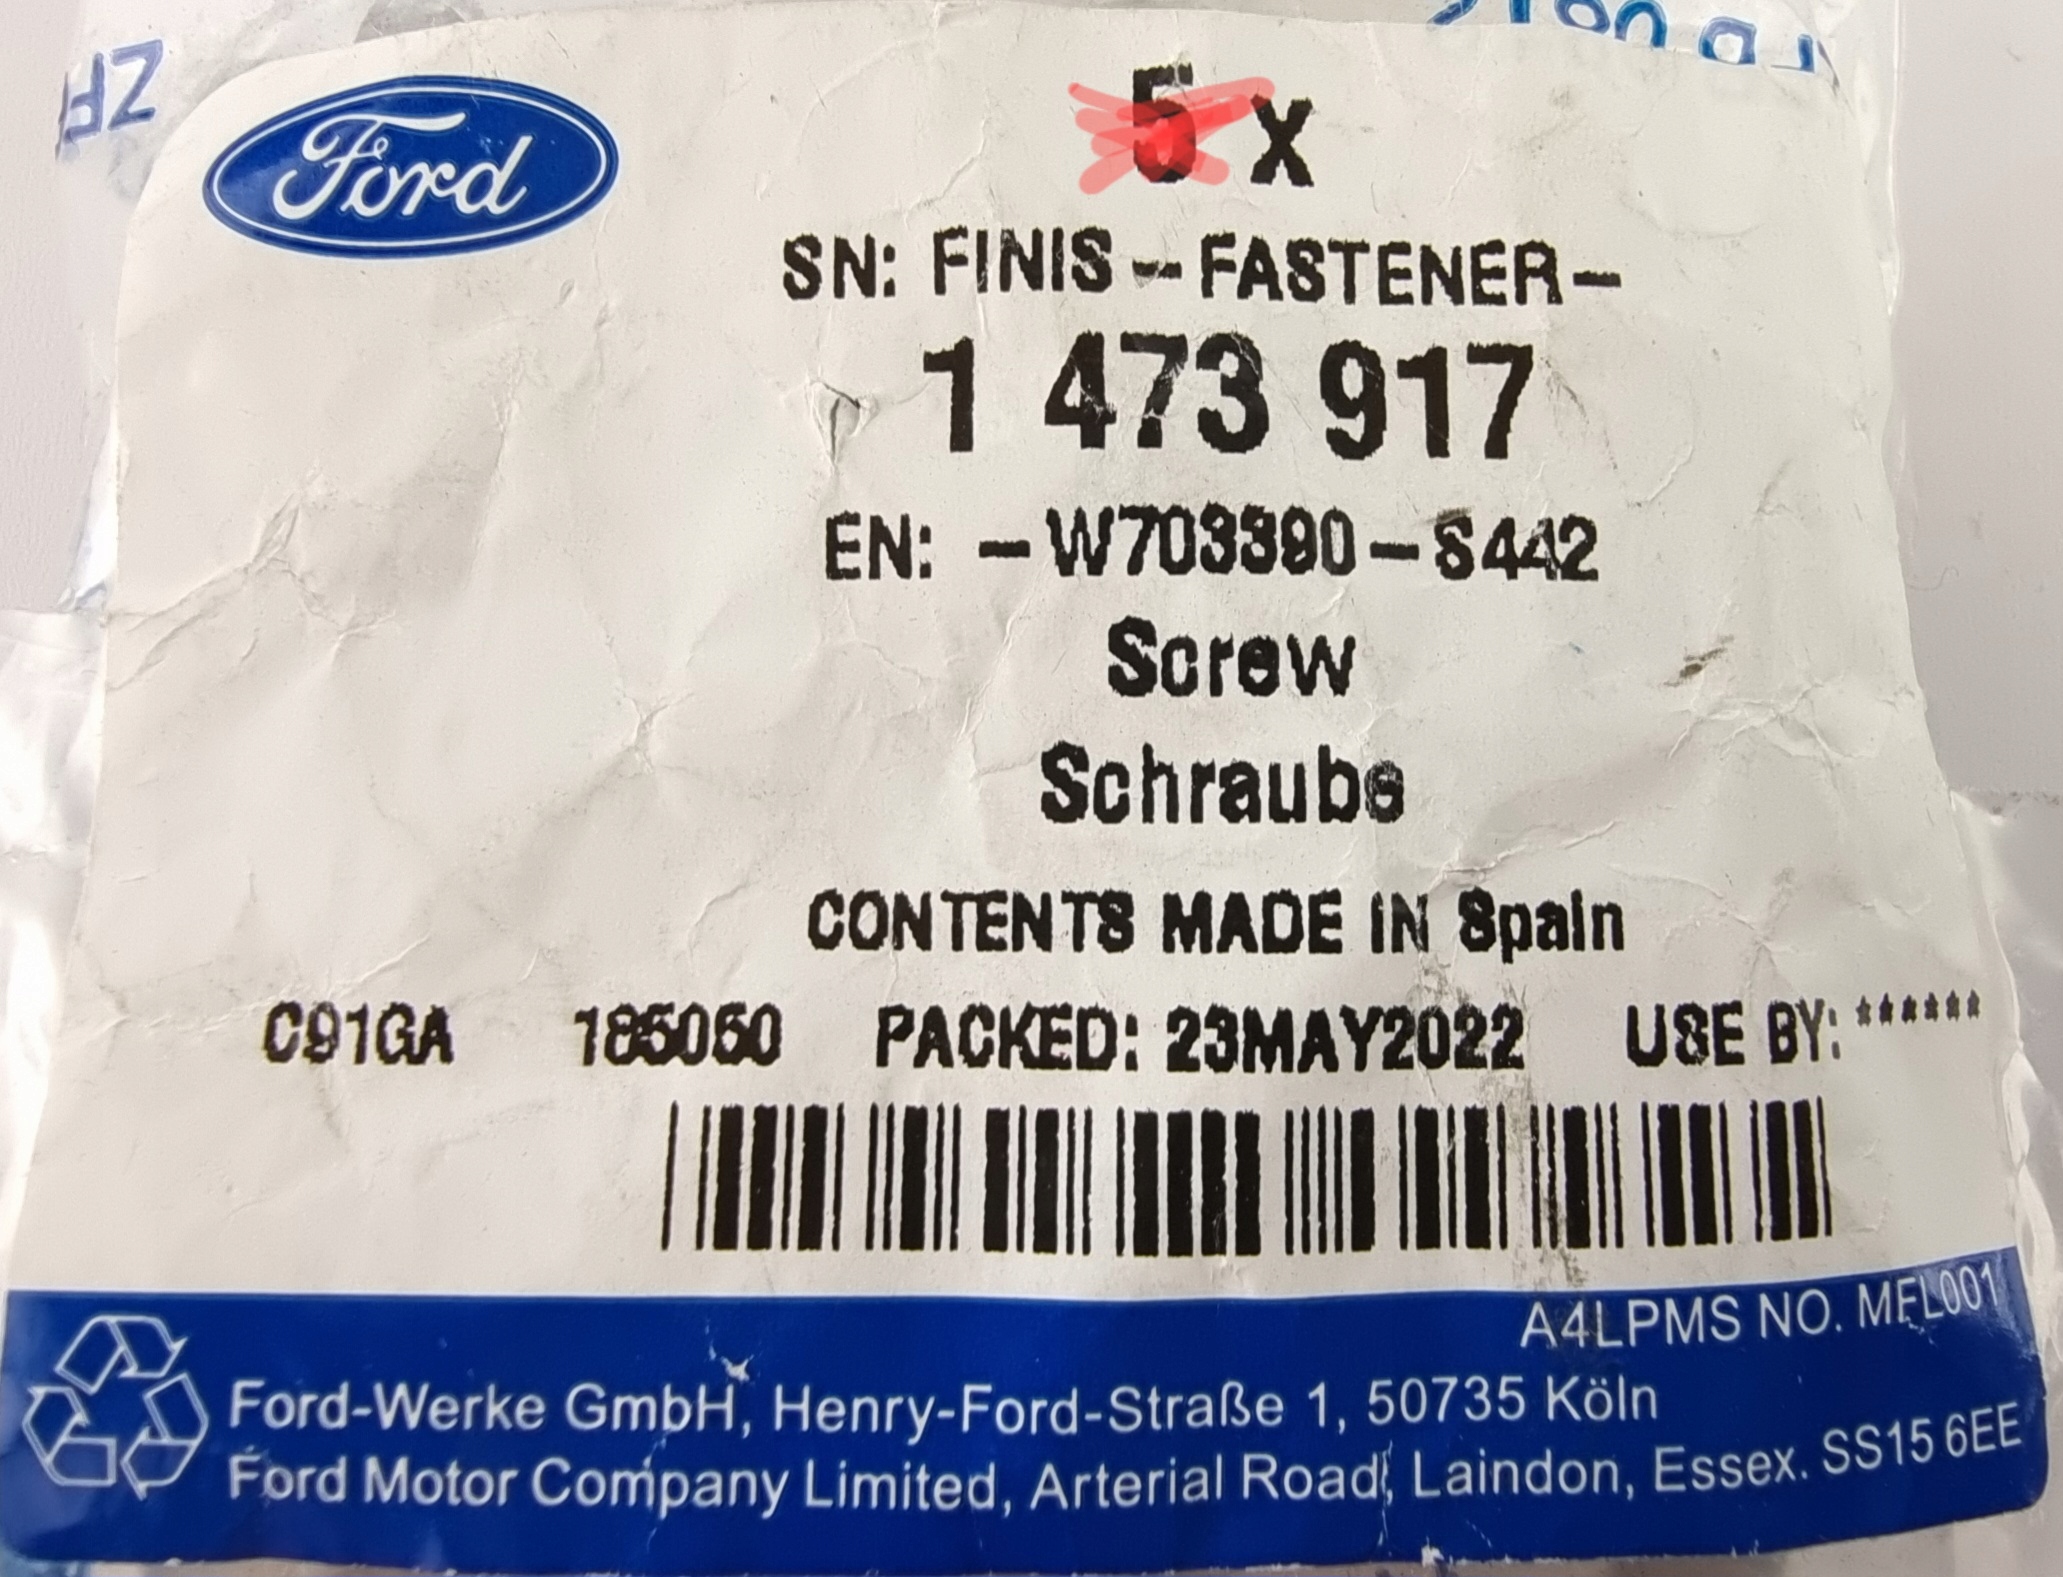 Ford
5 x
SN: FINIS - FASTENER -
1 473 917
EN: - W703390 - S442
Screw
Schraube
CONTENTS MADE IN Spain
C91GA 185050 PACKED: 23MAY2022 USE BY: ******
A4LPMS NO. MFL001
Ford-Werke GmbH, Henry-Ford-Straße 1, 50735 Köln
Ford Motor Company Limited, Arterial Road, Laindon, Essex. SS15 6EE